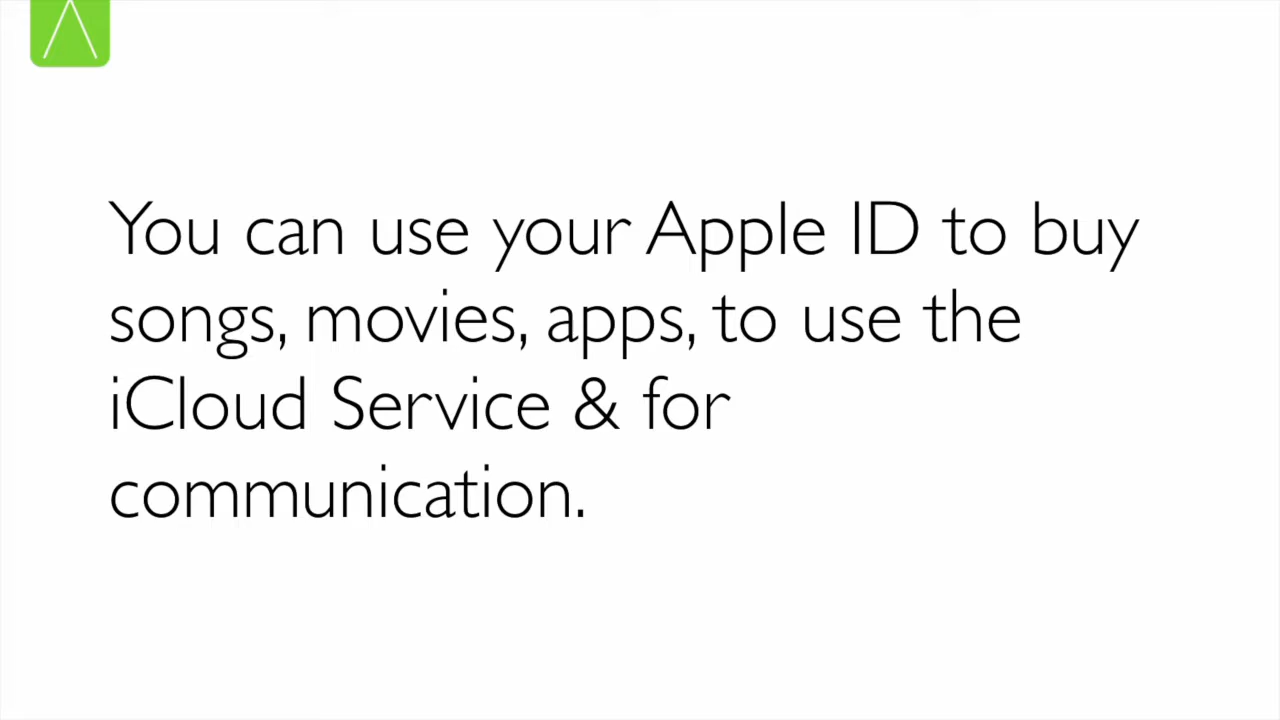 You can use your Apple ID to buy
songs, movies, apps, to use the
iCloud Service & for
communication.